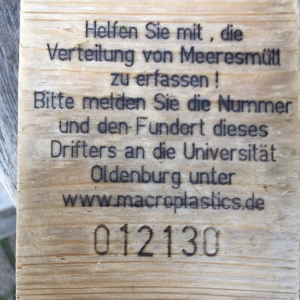 Helfen Sie mit , die
Verteilung von Meeresmüll
zu erfassen !
Bitte melden Sie die Nummer
und den Fundort dieses
Drifters an die Universität
Oldenburg unter
www.macroplastics.de
012130